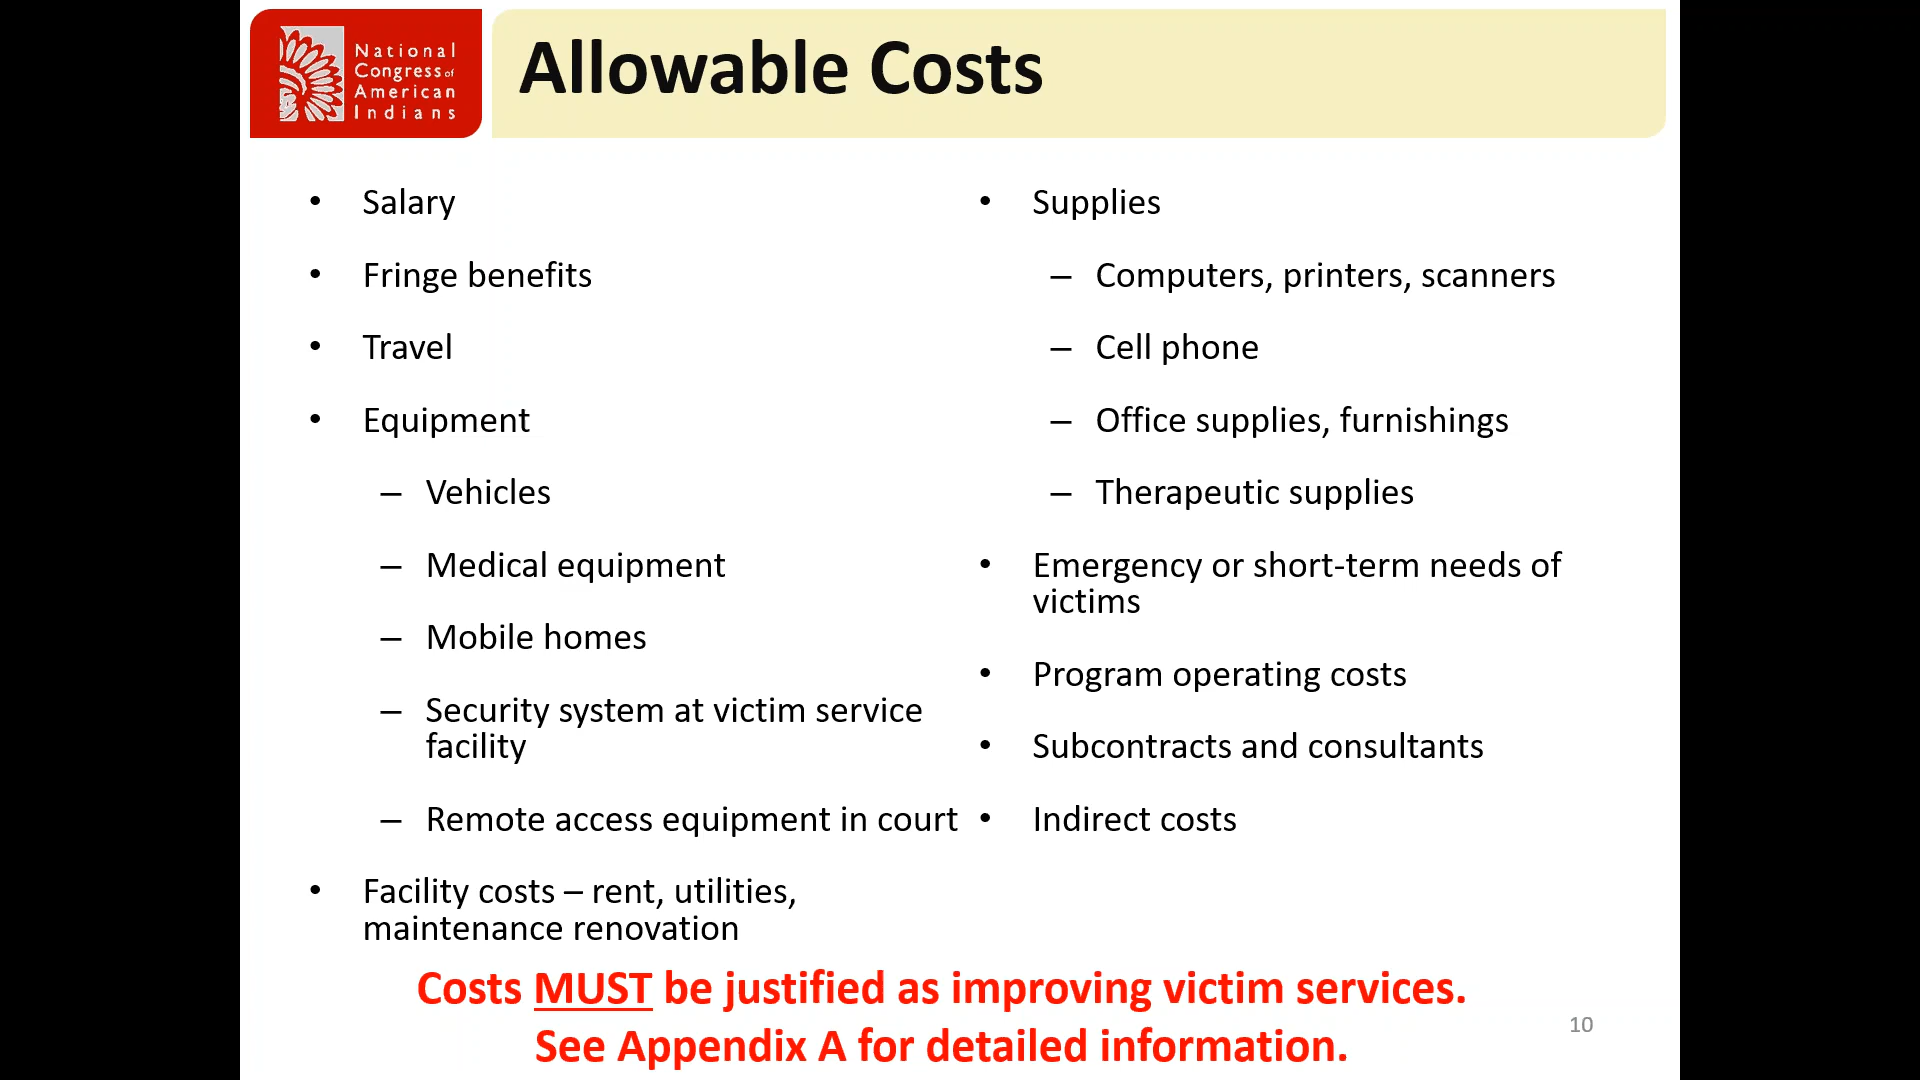 National
Congress of
American
Indians
Allowable Costs
• Salary
• Fringe benefits
• Travel
• Equipment
– Vehicles
– Medical equipment
– Mobile homes
– Security system at victim service
facility
– Remote access equipment in court
• Facility costs – rent, utilities,
maintenance renovation
• Supplies
– Computers, printers, scanners
– Cell phone
– Office supplies, furnishings
– Therapeutic supplies
• Emergency or short-term needs of
victims
• Program operating costs
• Subcontracts and consultants
• Indirect costs
Costs MUST be justified as improving victim services.
See Appendix A for detailed information.
10